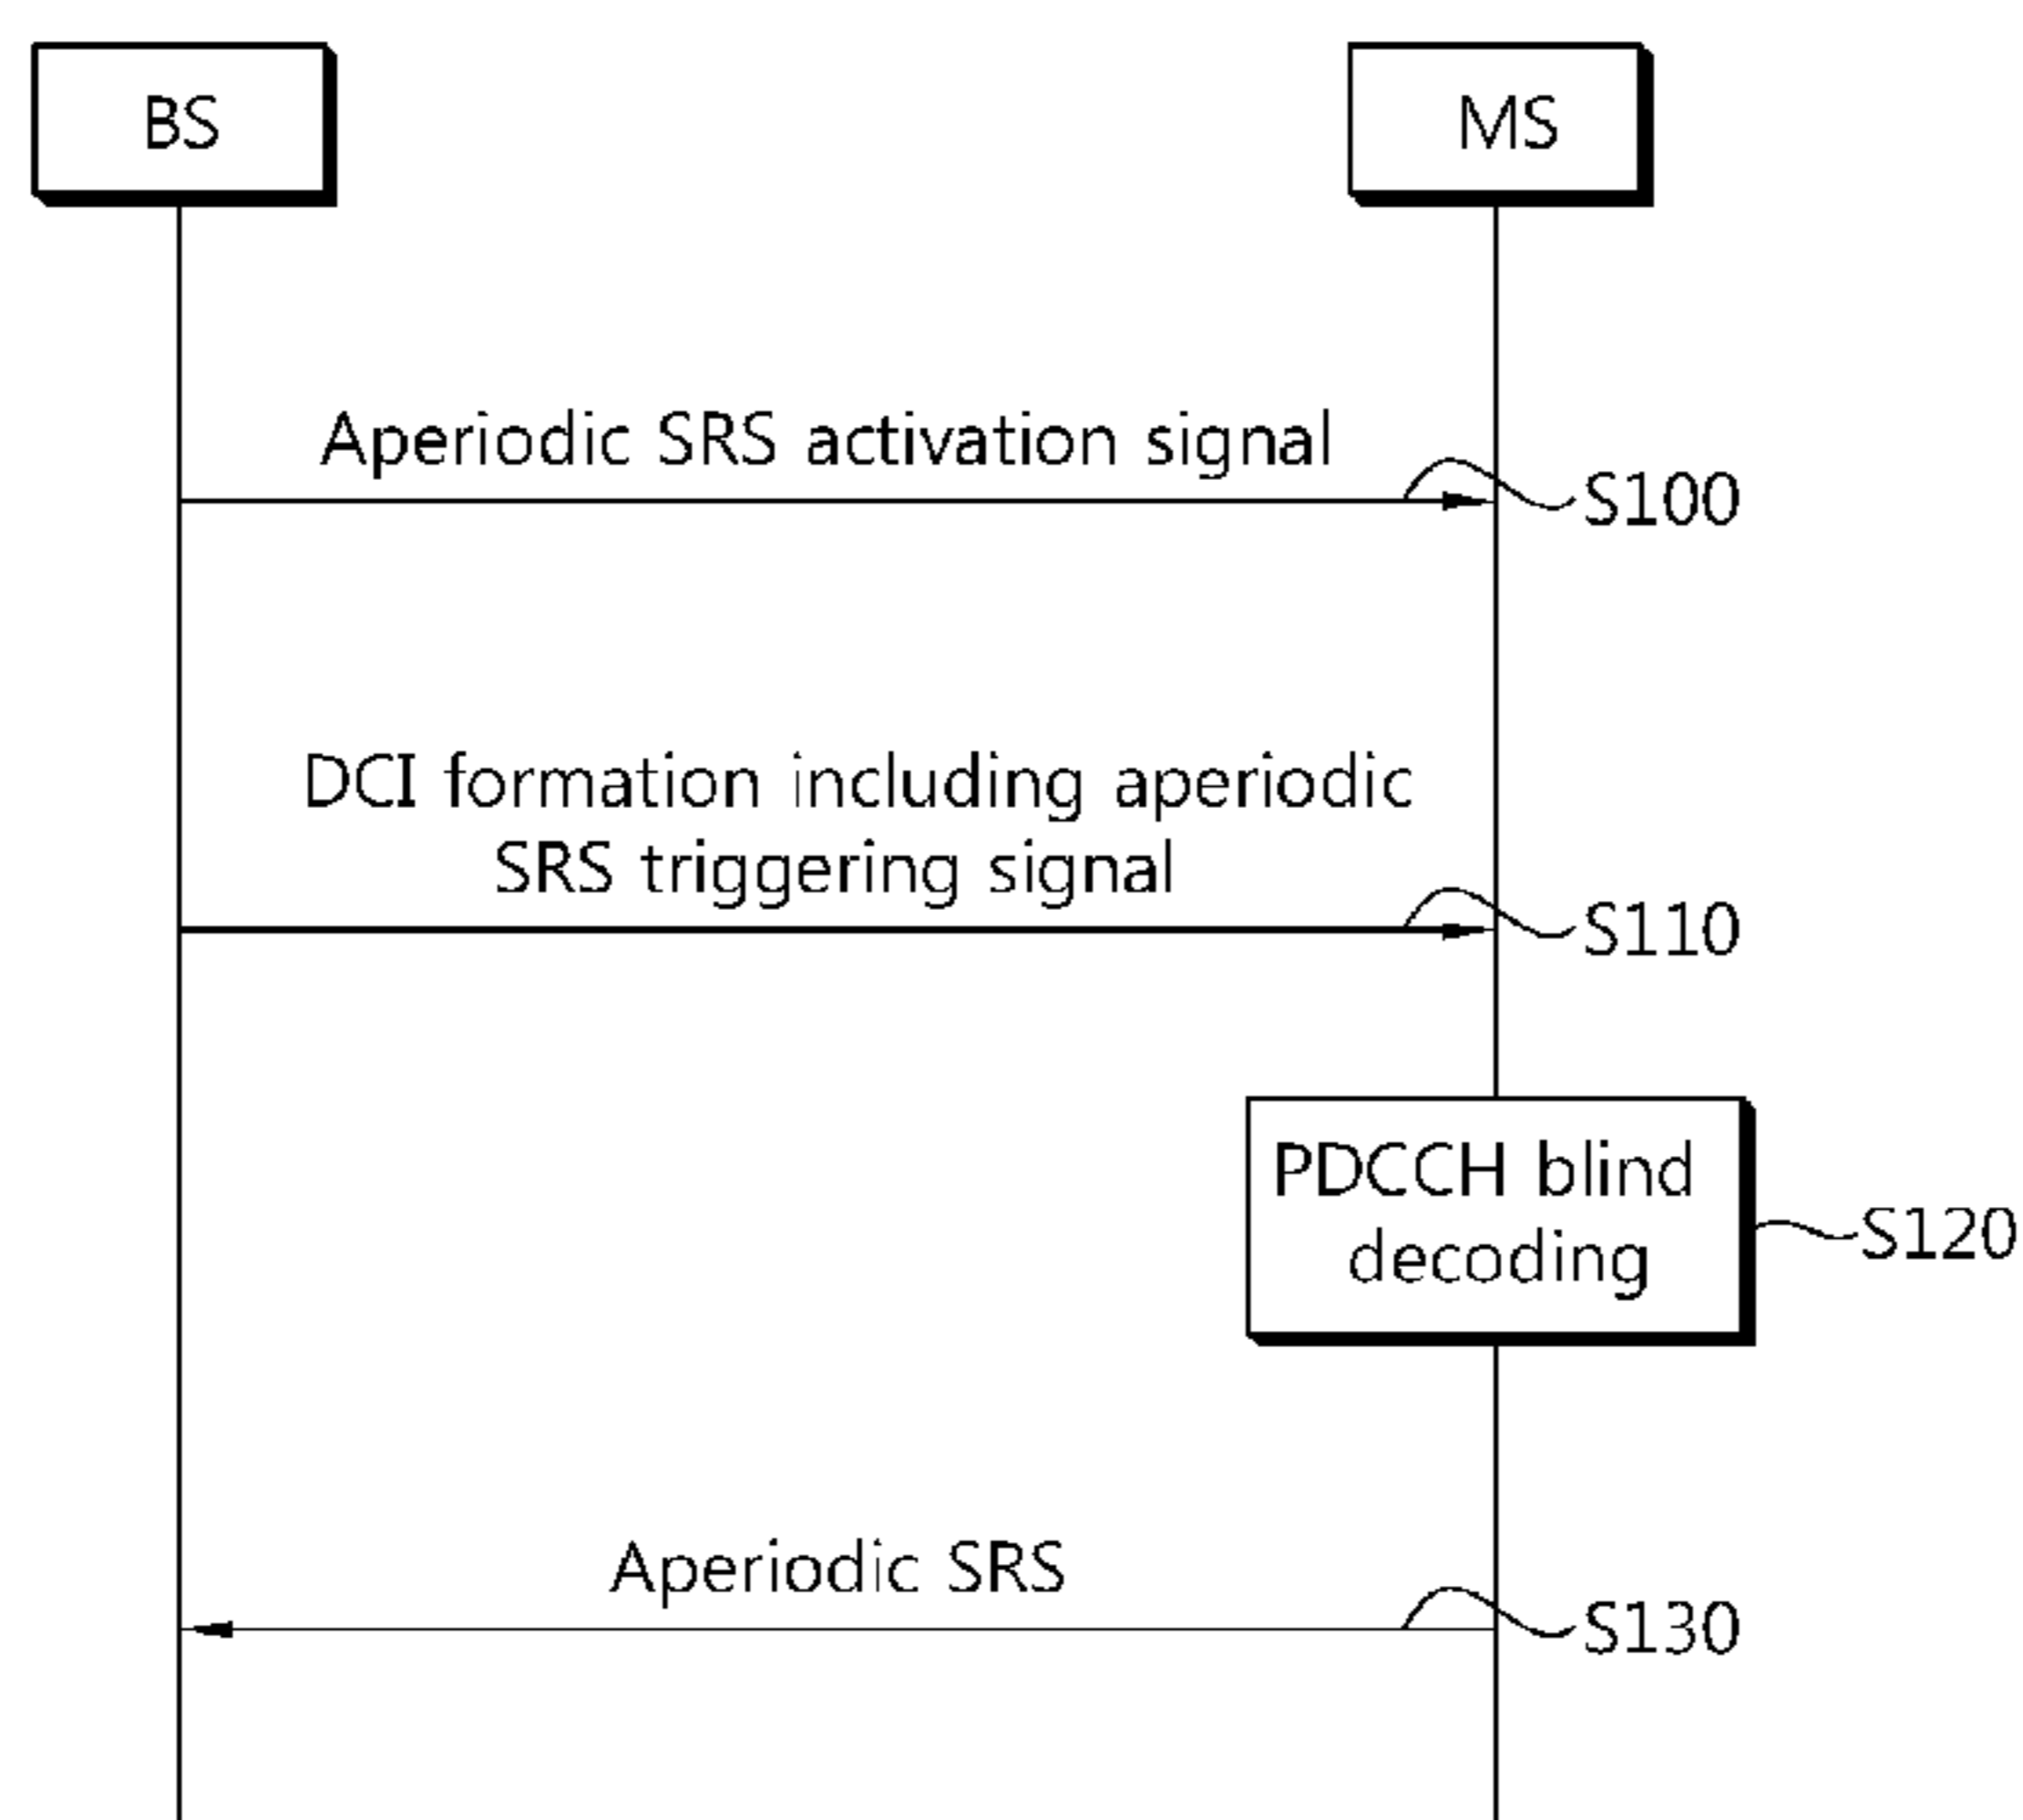 BS
MS
Aperiodic SRS activation signal
S100
DCI formation including aperiodic
SRS triggering signal
S110
PDCCH blind
decoding
S120
Aperiodic SRS
S130